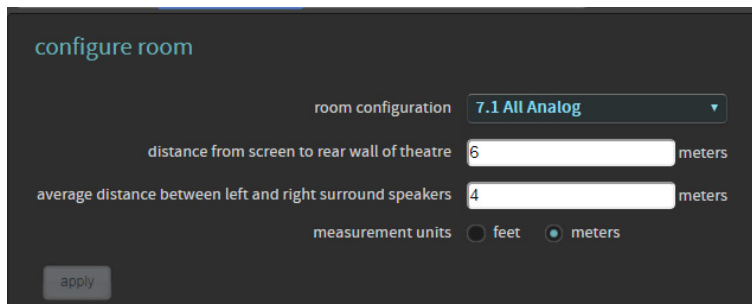 configure room
room configuration 7.1 All Analog
distance from screen to rear wall of theatre 6 meters
average distance between left and right surround speakers 4 meters
measurement units feet meters
apply